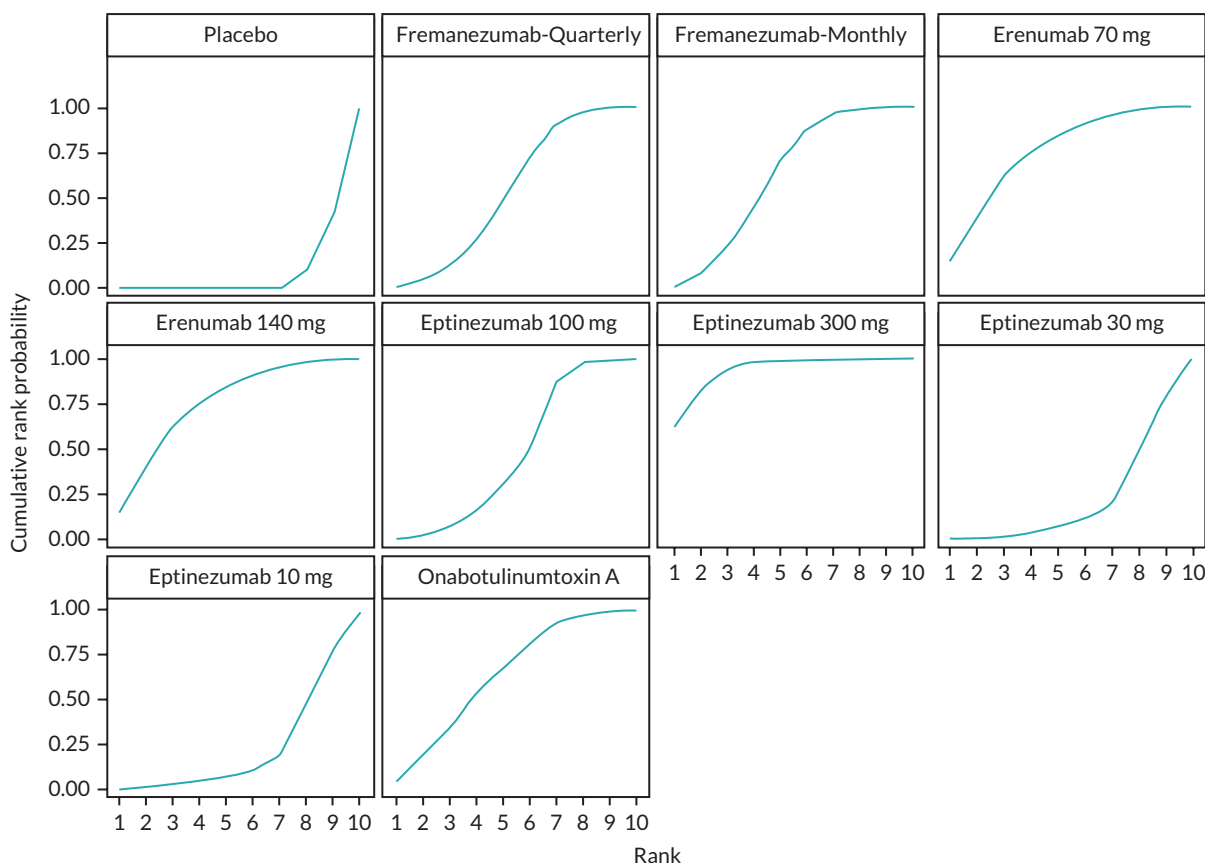 Placebo
Fremanezumab-Quarterly
Fremanezumab-Monthly
Erenumab 70 mg
1.00
0.75
0.50
0.25
0.00
Erenumab 140 mg
Eptinezumab 100 mg
Eptinezumab 300 mg
Eptinezumab 30 mg
1.00
0.75
0.50
0.25
0.00
1 2 3 4 5 6 7 8 9 10
1 2 3 4 5 6 7 8 9 10
Eptinezumab 10 mg
Onabotulinumtoxin A
1.00
0.75
0.50
0.25
0.00
1 2 3 4 5 6 7 8 9 10
1 2 3 4 5 6 7 8 9 10
Cumulative rank probability
Rank